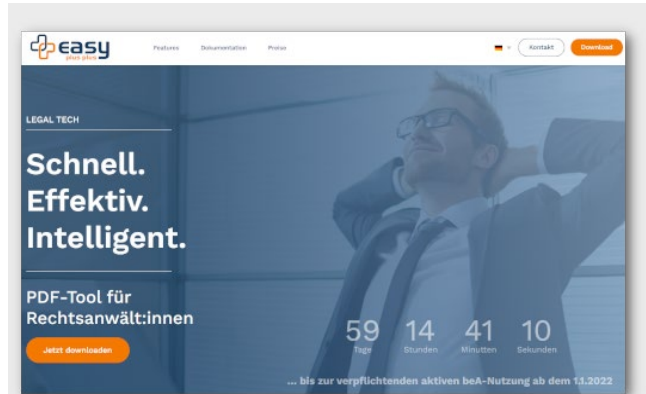 easy
plus plus
Features Dokumentation Preise Kontakt Download
LEGAL TECH
Schnell.
Effektiv.
Intelligent.
PDF-Tool für
Rechtsanwält:innen
Jetzt downloaden
59 14 41 10
Tage Stunden Minutten Sekunden
... bis zur verpflichtenden aktiven beA-Nutzung ab dem 1.1.2022